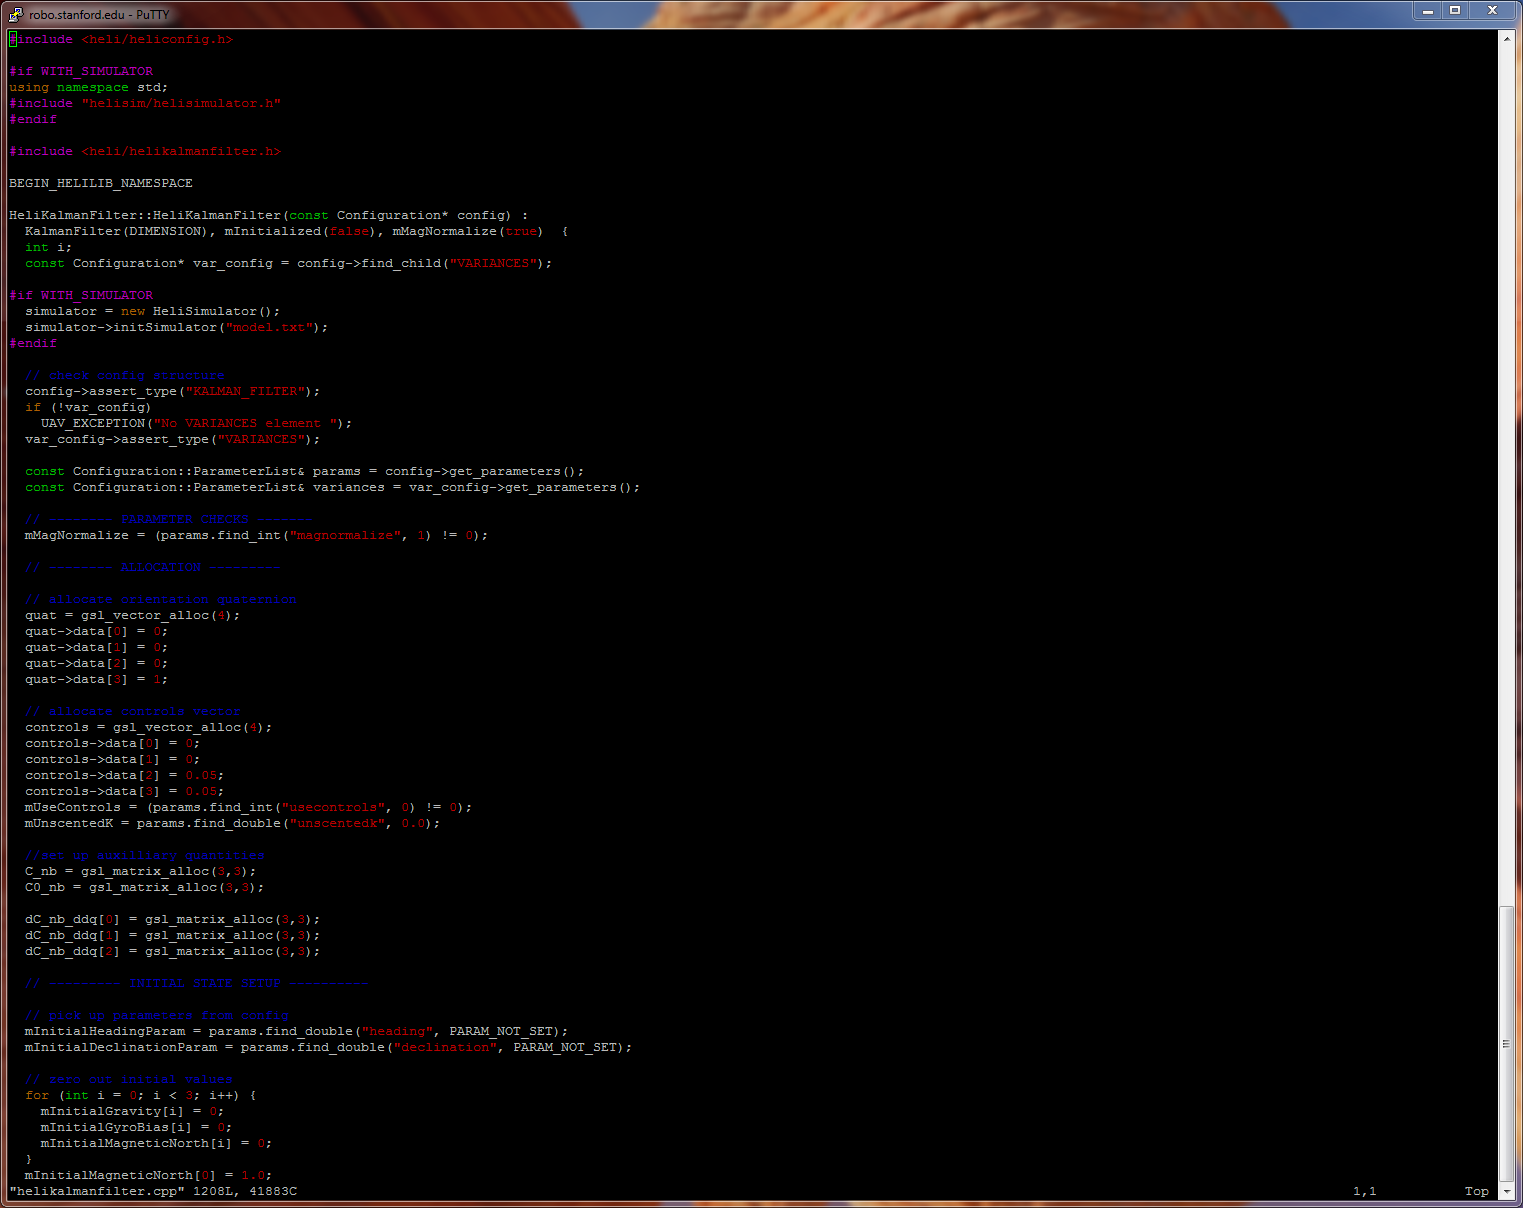 robo.stanford.edu - PuTTY
#include <heli/heliconfig.h>
#if WITH_SIMULATOR
using namespace std;
#include "helisim/helisimulator.h"
#endif
#include <heli/helikalmanfilter.h>
BEGIN_HELILIB_NAMESPACE
HeliKalmanFilter::HeliKalmanFilter(const Configuration* config) :
  KalmanFilter(DIMENSION), mInitialized(false), mMagNormalize(true)  {
  int i;
  const Configuration* var_config = config->find_child("VARIANCES");
#if WITH_SIMULATOR
  simulator = new HeliSimulator();
  simulator->initSimulator("model.txt");
#endif
  // check config structure
  config->assert_type("KALMAN_FILTER");
  if (!var_config)
    UAV_EXCEPTION("No VARIANCES element ");
  var_config->assert_type("VARIANCES");
  const Configuration::ParameterList& params = config->get_parameters();
  const Configuration::ParameterList& variances = var_config->get_parameters();
  // -------- PARAMETER CHECKS -------
  mMagNormalize = (params.find_int("magnormalize", 1) != 0);
  // -------- ALLOCATION ---------
  // allocate orientation quaternion
  quat = gsl_vector_alloc(4);
  quat->data[0] = 0;
  quat->data[1] = 0;
  quat->data[2] = 0;
  quat->data[3] = 1;
  // allocate controls vector
  controls = gsl_vector_alloc(4);
  controls->data[0] = 0;
  controls->data[1] = 0;
  controls->data[2] = 0.05;
  controls->data[3] = 0.05;
  mUseControls = (params.find_int("usecontrols", 0) != 0);
  mUnscentedK = params.find_double("unscentedk", 0.0);
  //set up auxilliary quantities
  C_nb = gsl_matrix_alloc(3,3);
  C0_nb = gsl_matrix_alloc(3,3);
  dC_nb_ddq[0] = gsl_matrix_alloc(3,3);
  dC_nb_ddq[1] = gsl_matrix_alloc(3,3);
  dC_nb_ddq[2] = gsl_matrix_alloc(3,3);
  // --------- INITIAL STATE SETUP ----------
  // pick up parameters from config
  mInitialHeadingParam = params.find_double("heading", PARAM_NOT_SET);
  mInitialDeclinationParam = params.find_double("declination", PARAM_NOT_SET);
  // zero out initial values
  for (int i = 0; i < 3; i++) {
    mInitialGravity[i] = 0;
    mInitialGyroBias[i] = 0;
    mInitialMagneticNorth[i] = 0;
  }
  mInitialMagneticNorth[0] = 1.0;
"helikalmanfilter.cpp" 1208L, 41883C 1,1 Top